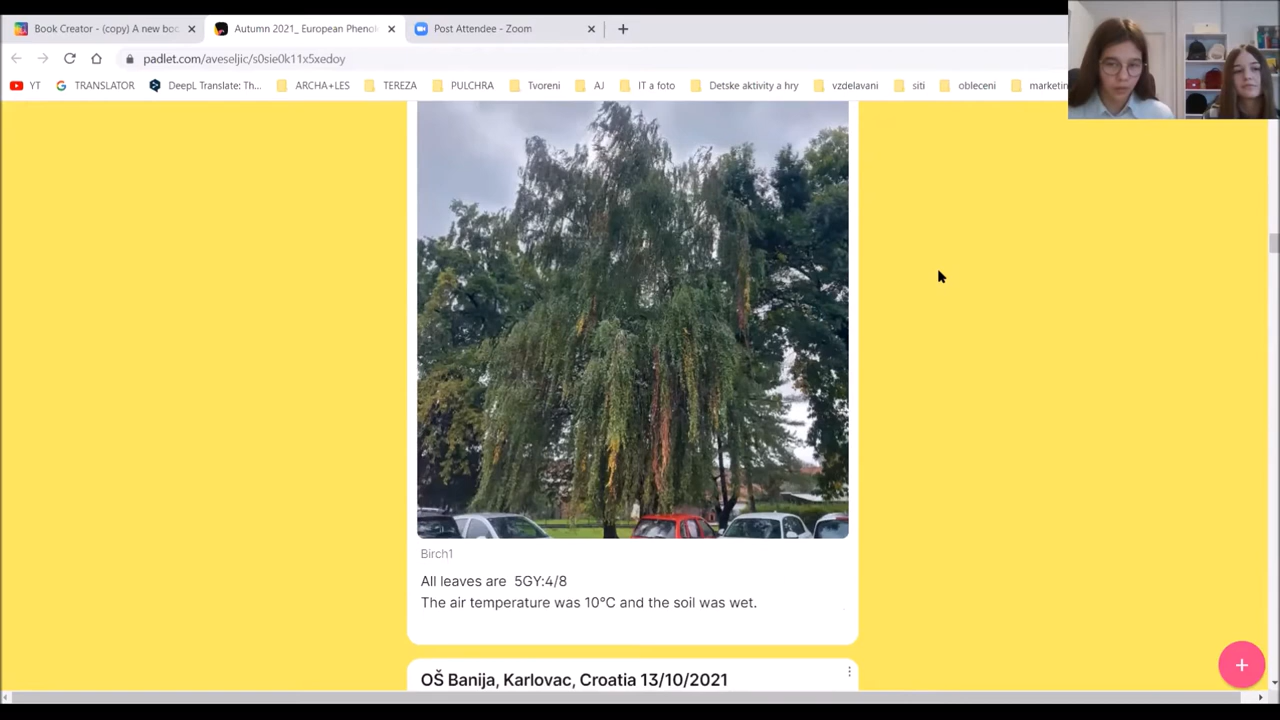 Book Creator - (copy) A new boo
Autumn 2021_ European Phenol
Post Attendee - Zoom
padlet.com/aveseljic/s0sie0k11x5xedoy
YT
TRANSLATOR
DeepL Translate: Th...
ARCHA+LES
TEREZA
PULCHRA
Tvoreni
AJ
IT a foto
Detske aktivity a hry
vzdelavani
siti
obleceni
marketin
Birch1
All leaves are 5GY:4/8
The air temperature was 10°C and the soil was wet.
OŠ Banija, Karlovac, Croatia 13/10/2021